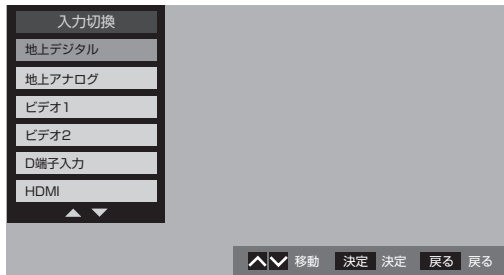 入力切換
地上デジタル
地上アナログ
ビデオ1
ビデオ2
D端子入力
HDMI
移動 決定 決定 戻る 戻る